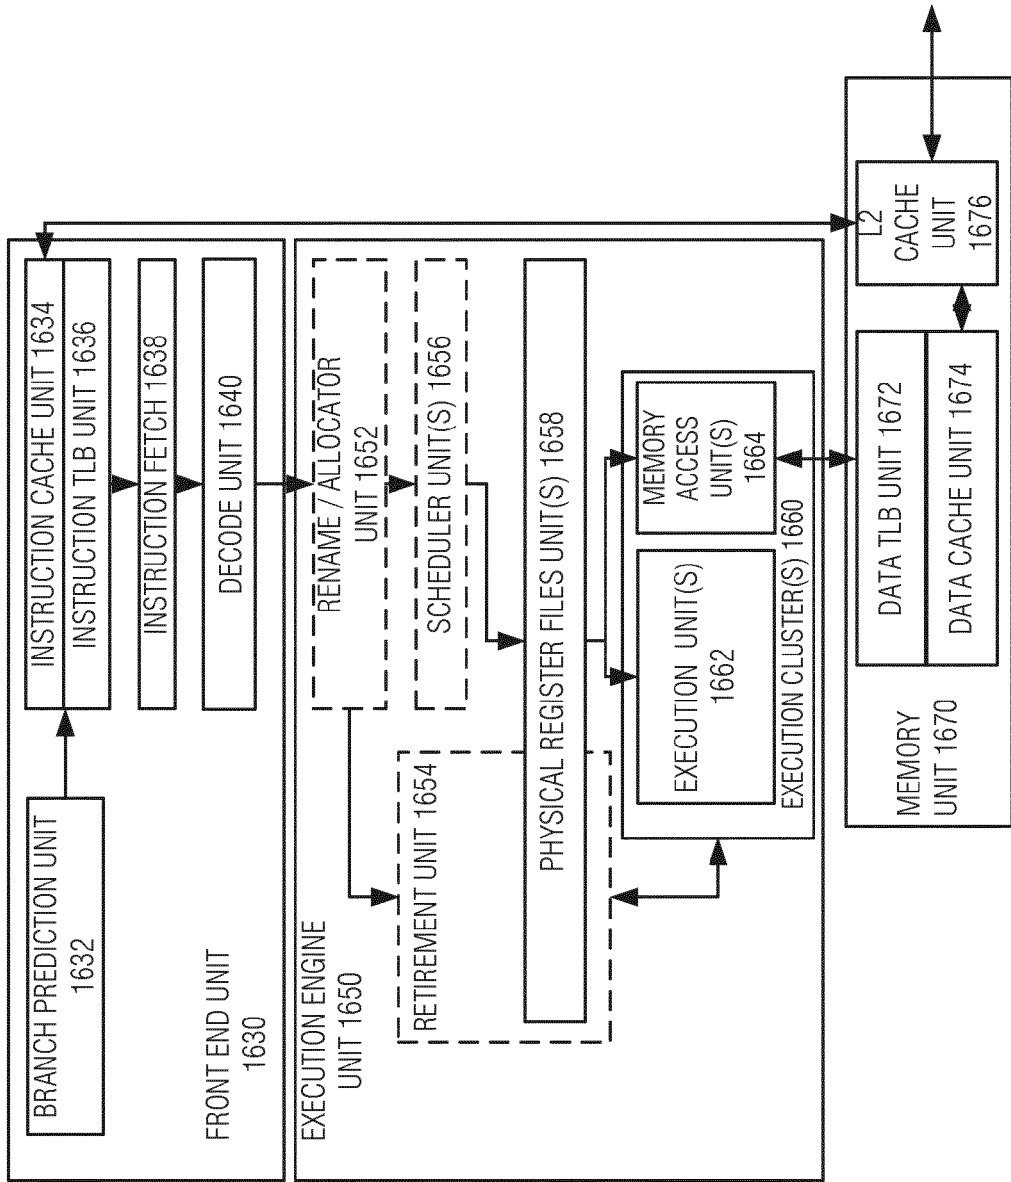 BRANCH PREDICTION UNIT
1632
INSTRUCTION CACHE UNIT 1634
INSTRUCTION TLB UNIT 1636
INSTRUCTION FETCH 1638
DECODE UNIT 1640
FRONT END UNIT
1630
EXECUTION ENGINE
UNIT 1650
RENAME / ALLOCATOR
UNIT 1652
SCHEDULER UNIT(S) 1656
RETIREMENT UNIT 1654
PHYSICAL REGISTER FILES UNIT(S) 1658
EXECUTION UNIT(S)
1662
MEMORY
ACCESS
UNIT(S)
1664
EXECUTION CLUSTER(S) 1660
MEMORY
UNIT 1670
DATA TLB UNIT 1672
DATA CACHE UNIT 1674
L2
CACHE
UNIT
1676